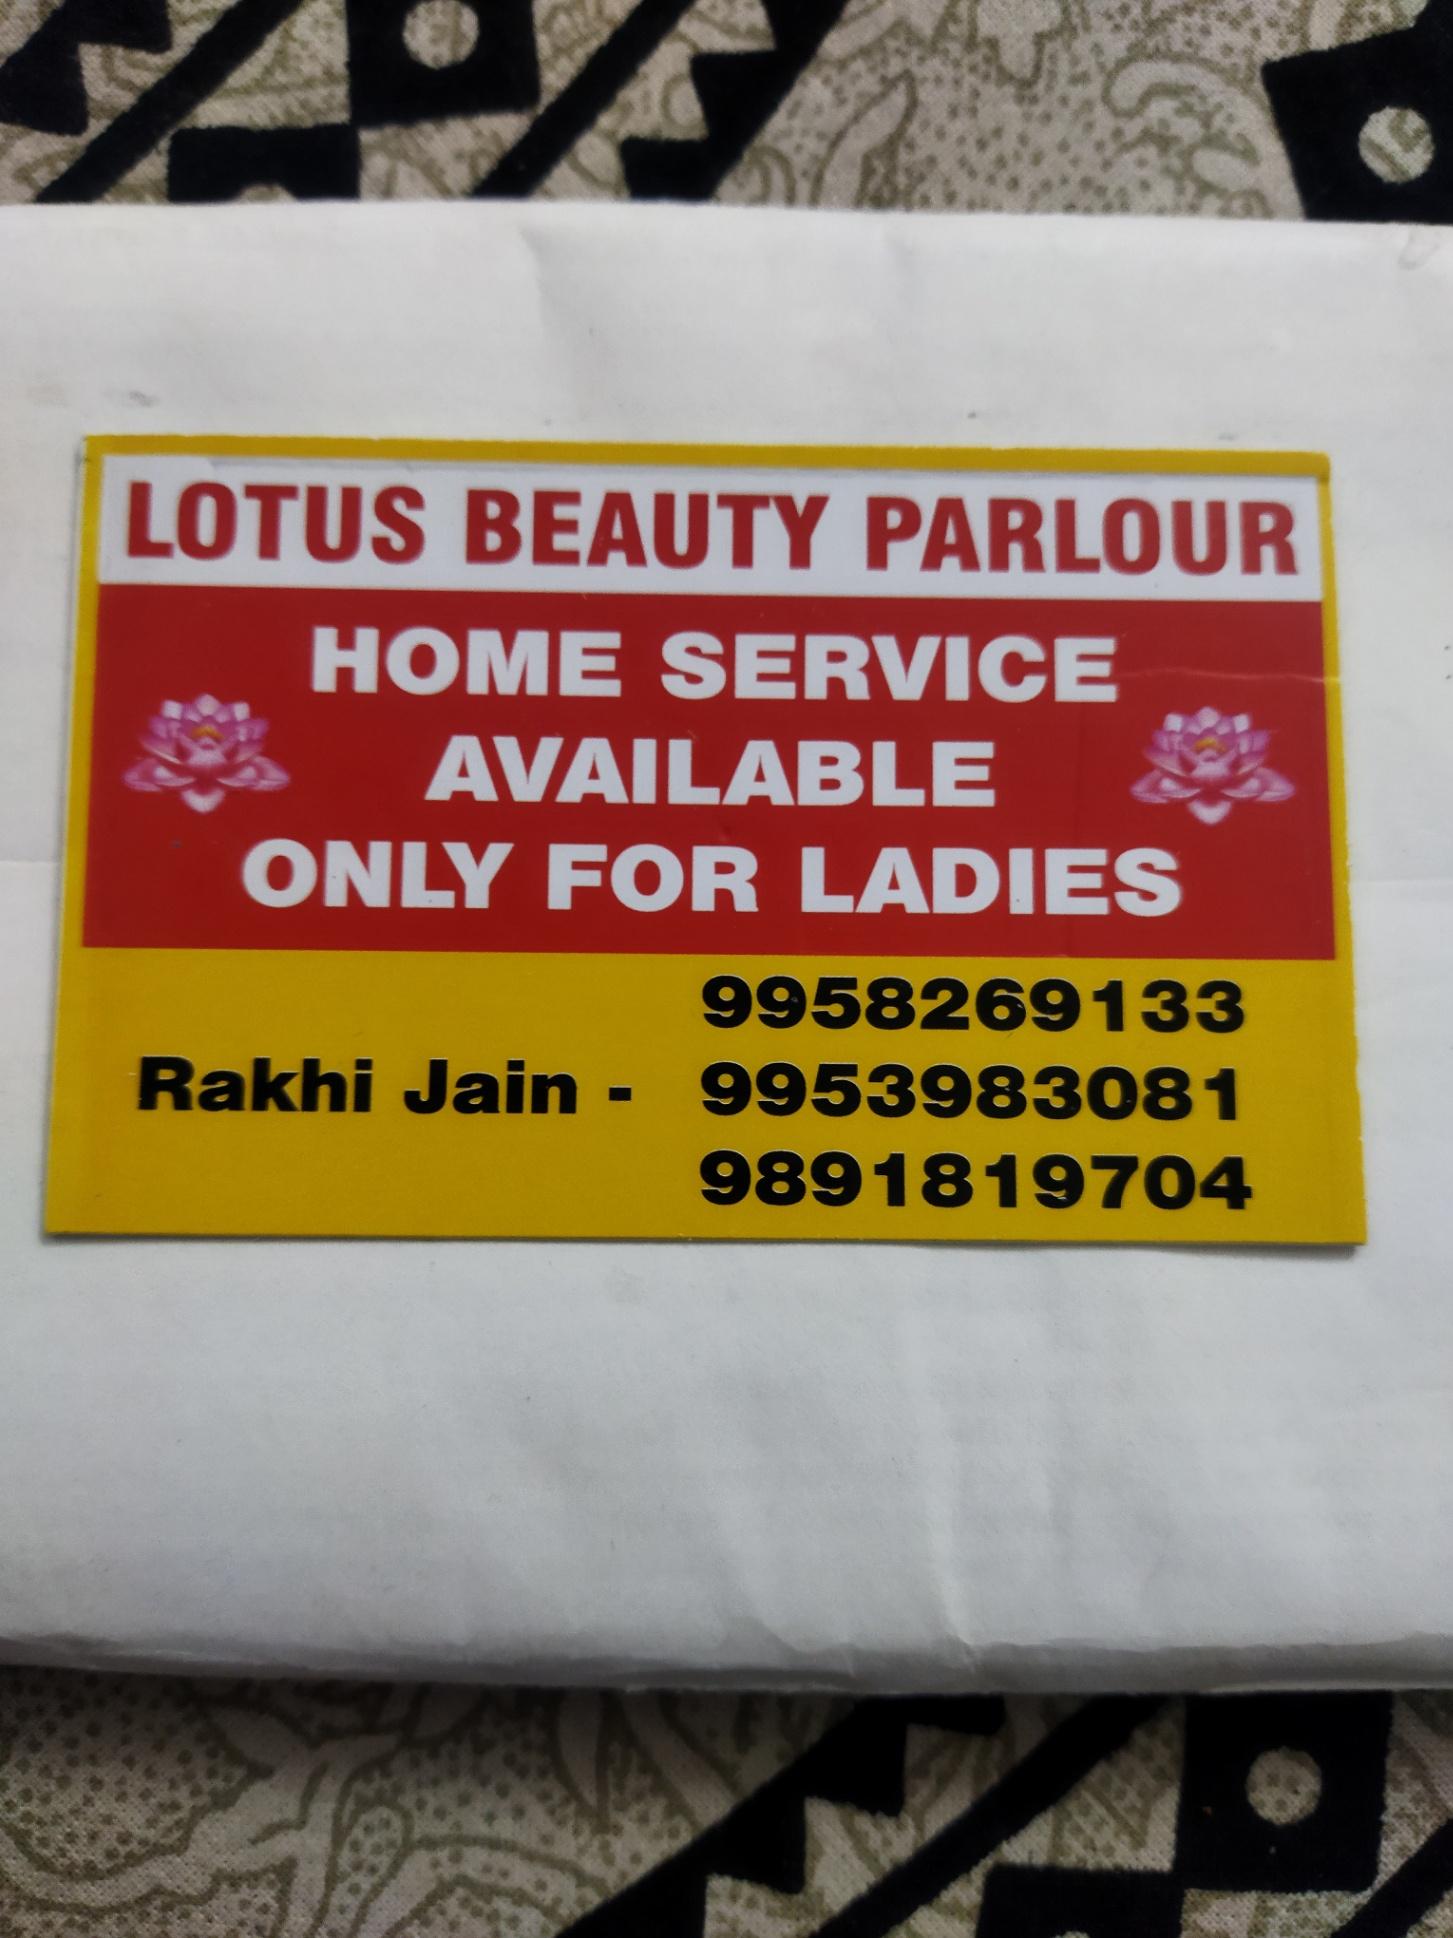 LOTUS BEAUTY PARLOUR
HOME SERVICE
AVAILABLE
ONLY FOR LADIES
9958269133
Rakhi Jain - 9953983081
9891819704